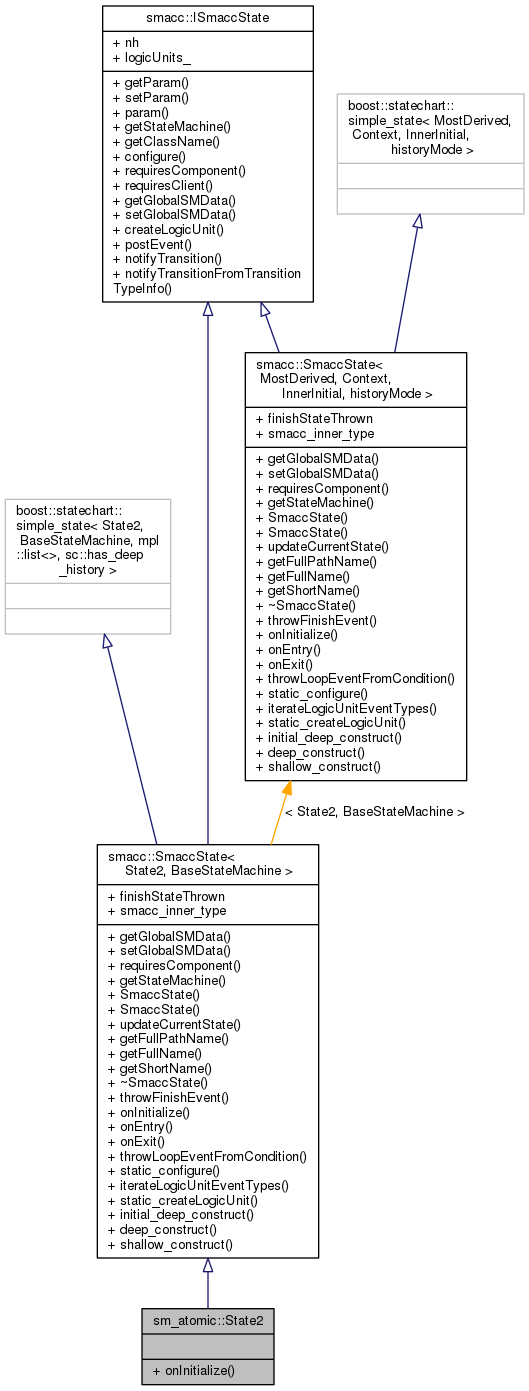 smacc::ISmaccState
+ nh
+ logicUnits_
+ getParam()
+ setParam()
+ param()
+ getStateMachine()
+ getClassName()
+ configure()
+ requiresComponent()
+ requiresClient()
+ getGlobalSMData()
+ setGlobalSMData()
+ createLogicUnit()
+ postEvent()
+ notifyTransition()
+ notifyTransitionFromTransition
TypeInfo()
boost::statechart::
simple_state< MostDerived,
Context, InnerInitial,
historyMode >
smacc::SmaccState<
MostDerived, Context,
InnerInitial, historyMode >
+ finishStateThrown
+ smacc_inner_type
+ getGlobalSMData()
+ setGlobalSMData()
+ requiresComponent()
+ getStateMachine()
+ SmaccState()
+ SmaccState()
+ updateCurrentState()
+ getFullPathName()
+ getFullName()
+ getShortName()
+ ~SmaccState()
+ throwFinishEvent()
+ onInitialize()
+ onEntry()
+ onExit()
+ throwLoopEventFromCondition()
+ static_configure()
+ iterateLogicUnitEventTypes()
+ static_createLogicUnit()
+ initial_deep_construct()
+ deep_construct()
+ shallow_construct()
boost::statechart::
simple_state< State2,
BaseStateMachine, mpl
::list<>, sc::has_deep
_history >
< State2, BaseStateMachine >
smacc::SmaccState<
State2, BaseStateMachine >
+ finishStateThrown
+ smacc_inner_type
+ getGlobalSMData()
+ setGlobalSMData()
+ requiresComponent()
+ getStateMachine()
+ SmaccState()
+ SmaccState()
+ updateCurrentState()
+ getFullPathName()
+ getFullName()
+ getShortName()
+ ~SmaccState()
+ throwFinishEvent()
+ onInitialize()
+ onEntry()
+ onExit()
+ throwLoopEventFromCondition()
+ static_configure()
+ iterateLogicUnitEventTypes()
+ static_createLogicUnit()
+ initial_deep_construct()
+ deep_construct()
+ shallow_construct()
sm_atomic::State2
+ onInitialize()